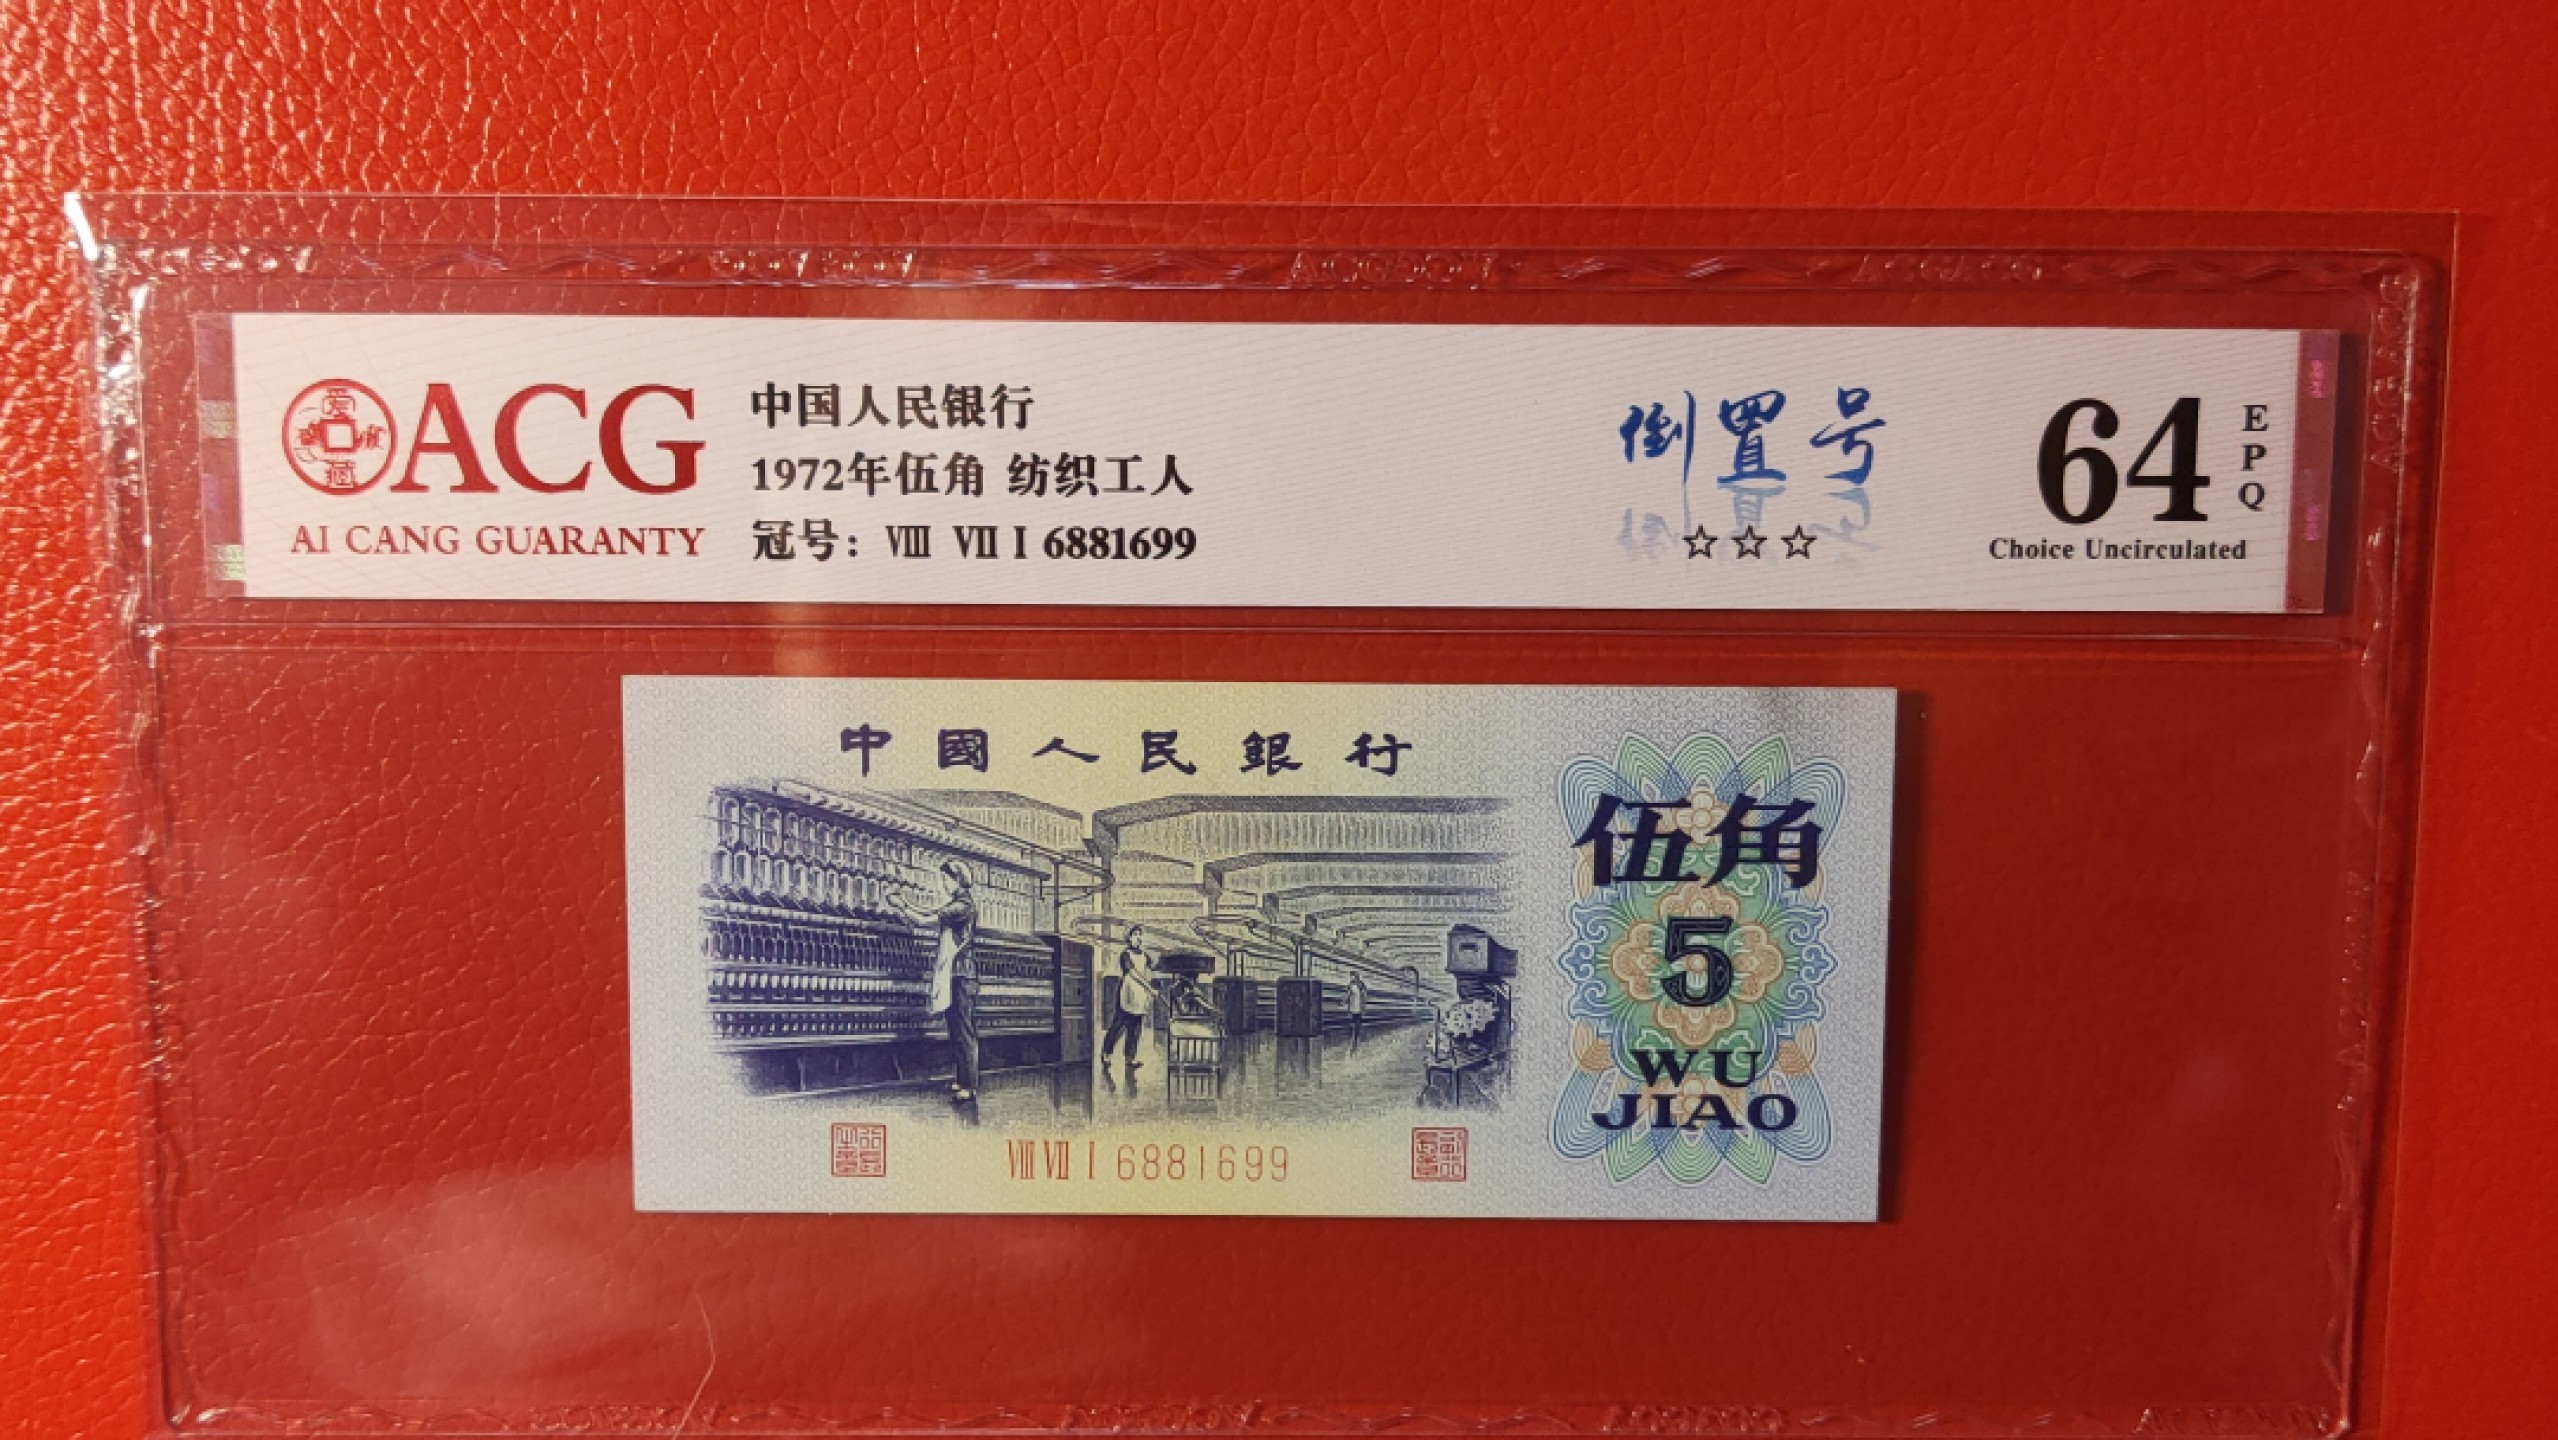 ACG
AI CANG GUARANTY
中国人民银行
1972年伍角 纺织工人
冠号：Ⅷ Ⅶ Ⅰ 6881699
倒置号
☆☆☆
64
EPQ
Choice Uncirculated
中國人民銀行
伍角
5
WU
JIAO
Ⅷ Ⅶ Ⅰ 6881699